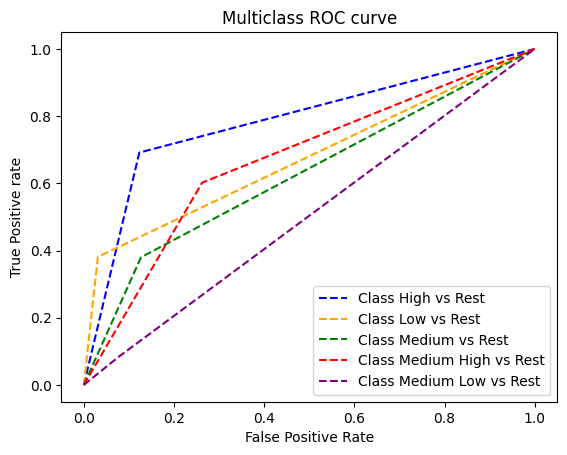 Multiclass ROC curve
True Positive rate
1.0
0.8
0.6
0.4
0.2
0.0
Class High vs Rest
Class Low vs Rest
Class Medium vs Rest
Class Medium High vs Rest
Class Medium Low vs Rest
0.0 0.2 0.4 0.6 0.8 1.0
False Positive Rate